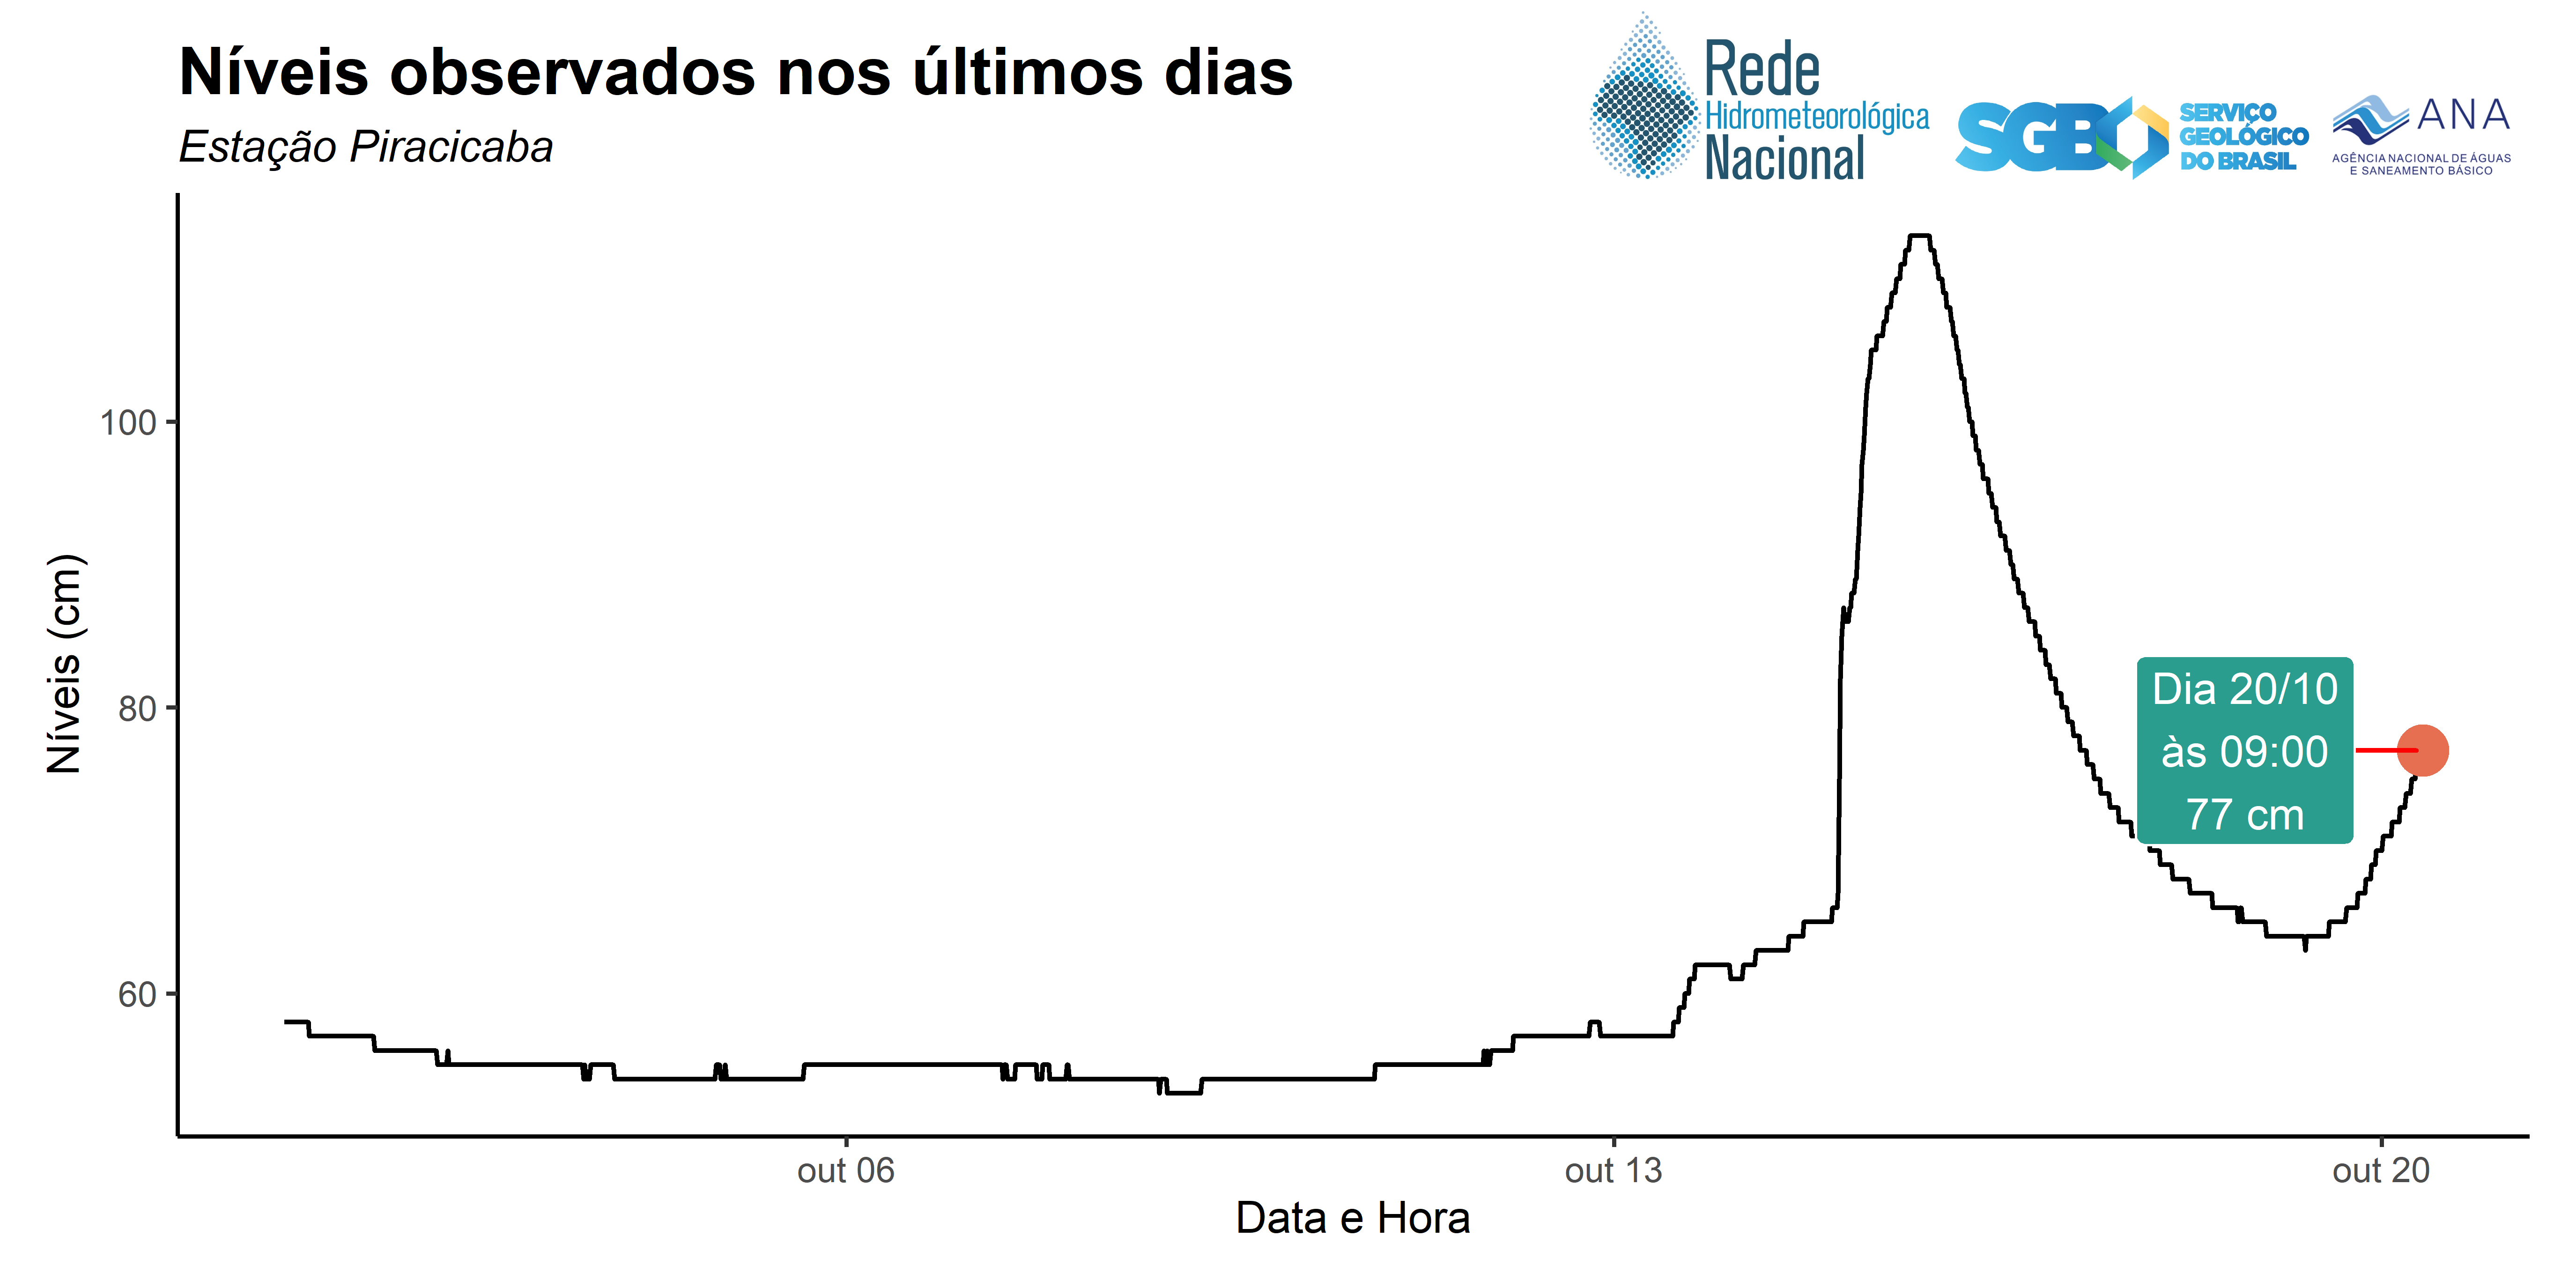 Níveis observados nos últimos dias
Estação Piracicaba
Rede
Hidrometeorológica
Nacional
SGB
SERVIÇO
GEOLÓGICO
DO BRASIL
ANA
AGÊNCIA NACIONAL DE ÁGUAS
E SANEAMENTO BÁSICO
Níveis (cm)
100
80
60
Dia 20/10
às 09:00
77 cm
out 06
out 13
out 20
Data e Hora